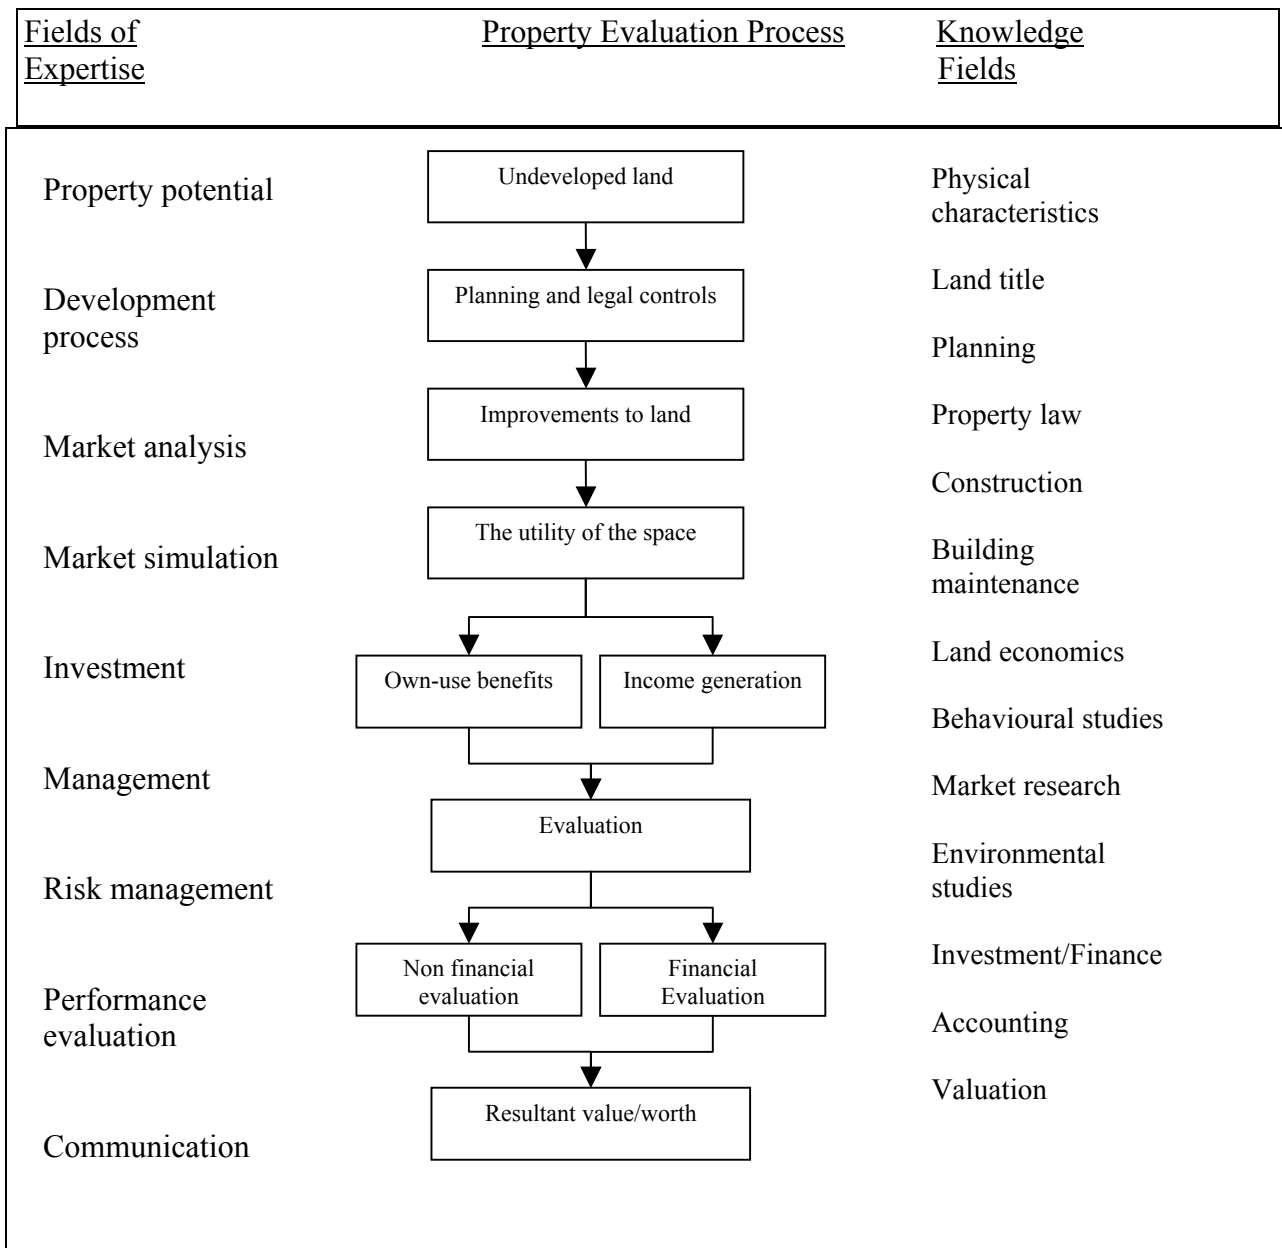 Fields of
Expertise
Property Evaluation Process
Knowledge
Fields
Property potential
Development
process
Market analysis
Market simulation
Investment
Management
Risk management
Performance
evaluation
Communication
Undeveloped land
Planning and legal controls
Improvements to land
The utility of the space
Own-use benefits
Income generation
Evaluation
Non financial
evaluation
Financial
Evaluation
Resultant value/worth
Physical
characteristics
Land title
Planning
Property law
Construction
Building
maintenance
Land economics
Behavioural studies
Market research
Environmental
studies
Investment/Finance
Accounting
Valuation